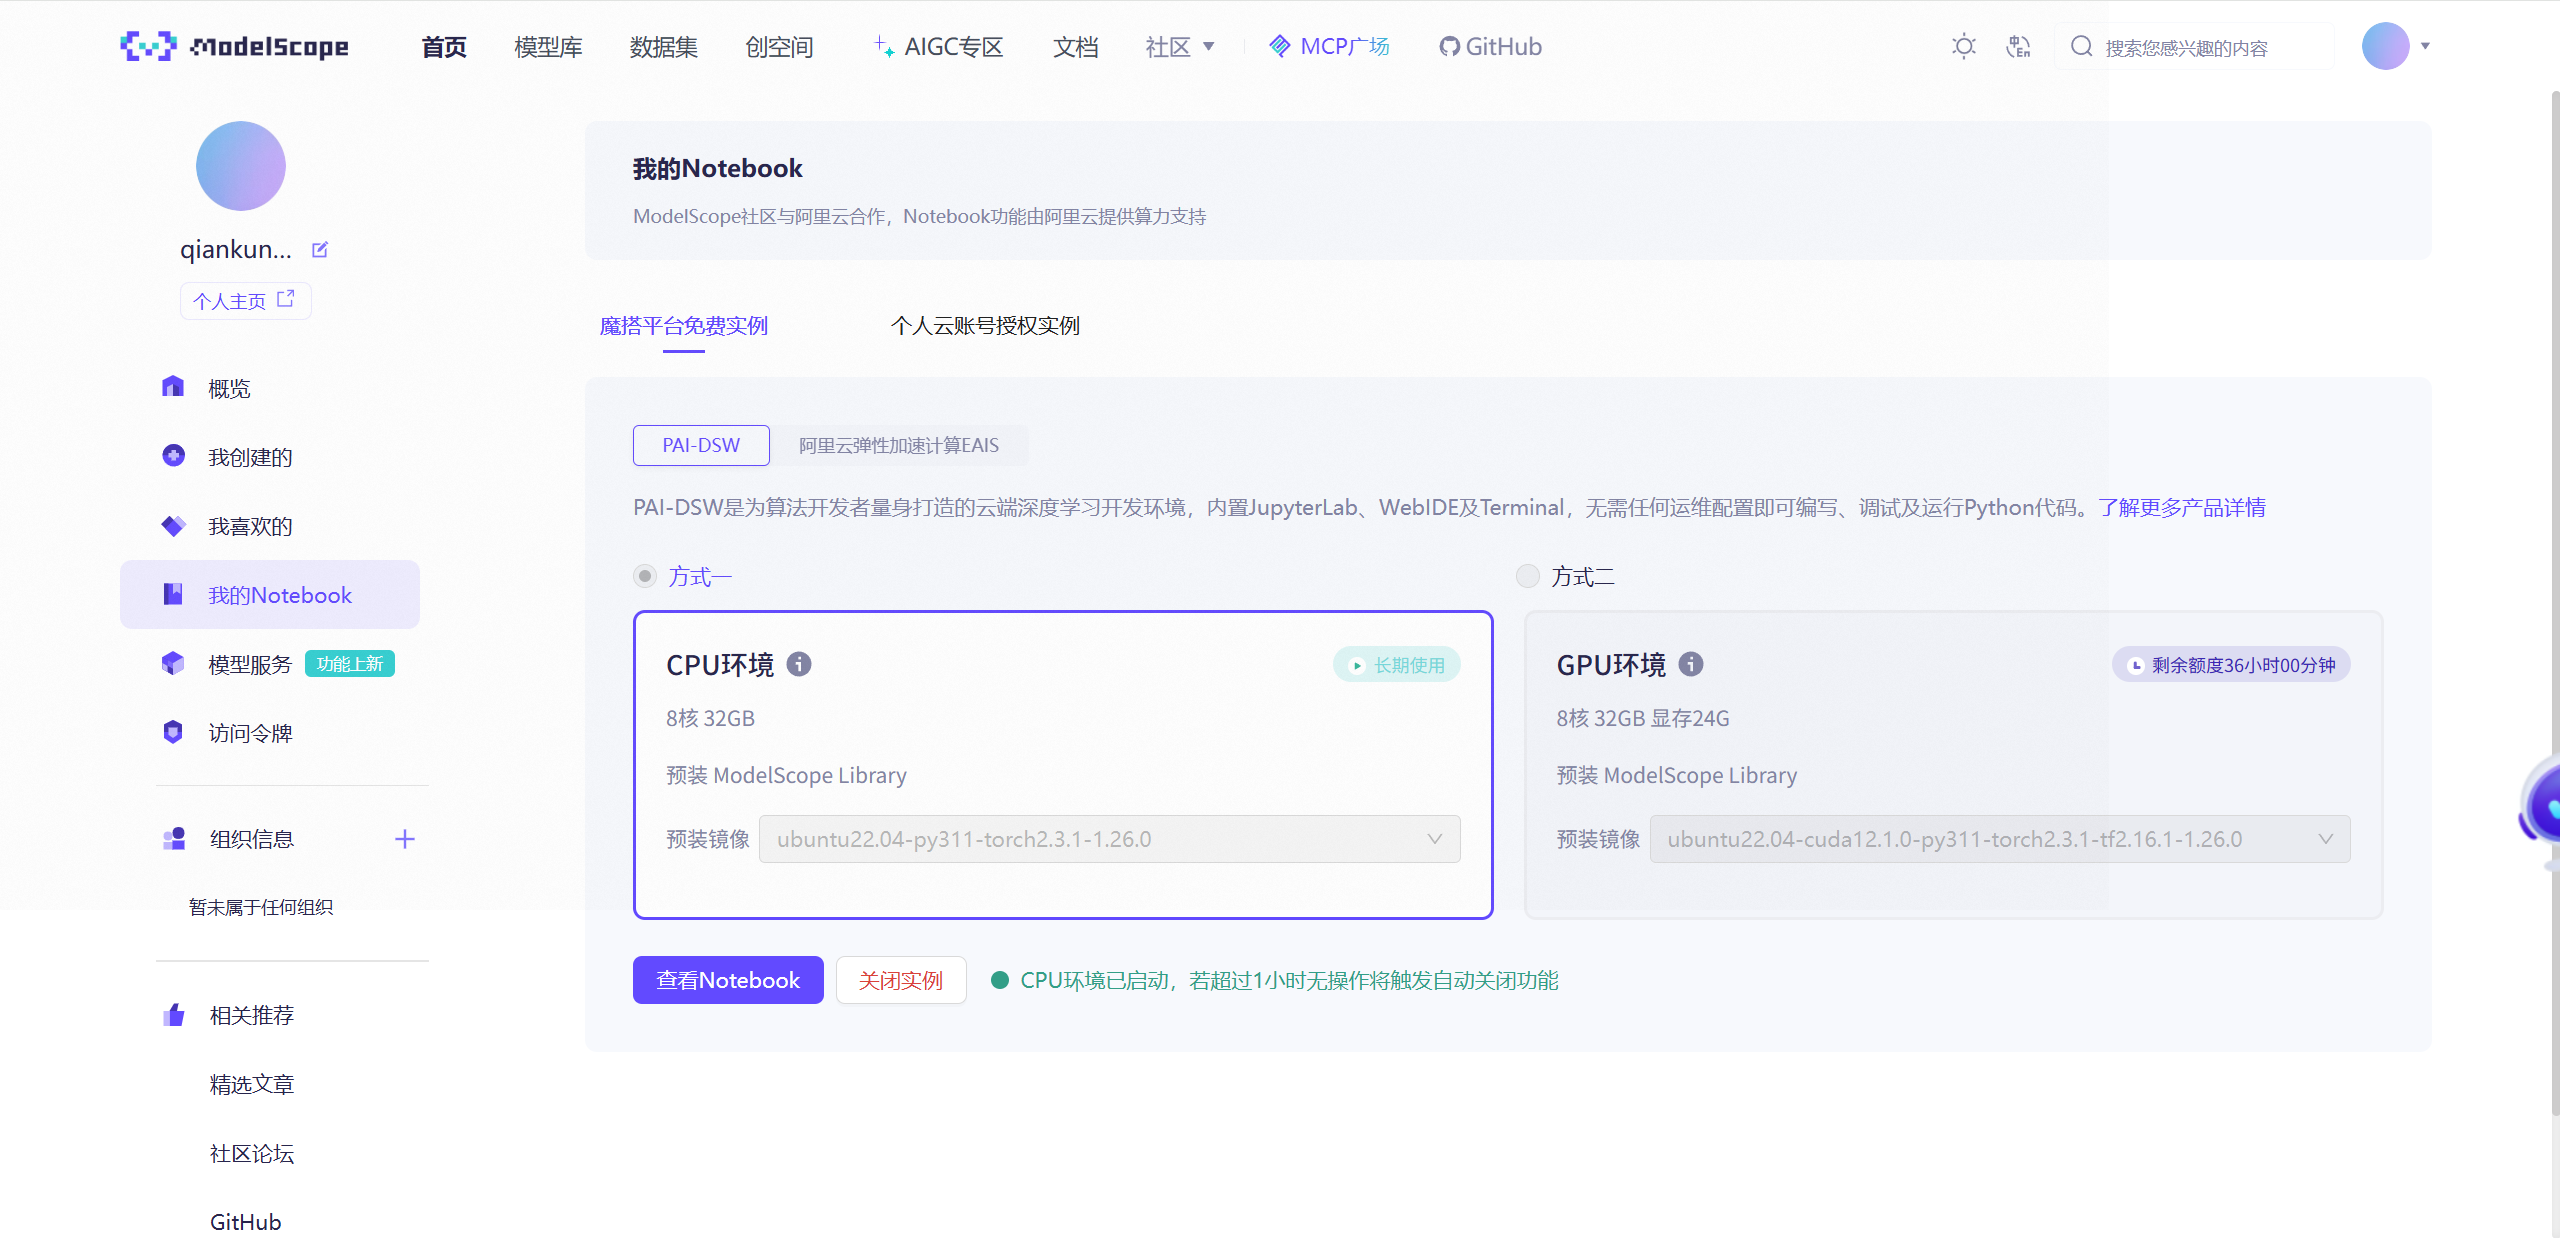 ModelScope
首页
模型库
数据集
创空间
AIGC专区
文档
社区
MCP广场
GitHub
搜索您感兴趣的内容
qiankun...
个人主页
概览
我创建的
我喜欢的
我的Notebook
模型服务 功能上新
访问令牌
组织信息
暂未属于任何组织
相关推荐
精选文章
社区论坛
GitHub
我的Notebook
ModelScope社区与阿里云合作，Notebook功能由阿里云提供算力支持
魔搭平台免费实例
个人云账号授权实例
PAI-DSW
阿里云弹性加速计算EAIS
PAI-DSW是为算法开发者量身打造的云端深度学习开发环境，内置JupyterLab、WebIDE及Terminal，无需任何运维配置即可编写、调试及运行Python代码。了解更多产品详情
方式一
CPU环境
长期使用
8核 32GB
预装 ModelScope Library
预装镜像 ubuntu22.04-py311-torch2.3.1-1.26.0
方式二
GPU环境
剩余额度36小时00分钟
8核 32GB 显存24G
预装 ModelScope Library
预装镜像 ubuntu22.04-cuda12.1.0-py311-torch2.3.1-tf2.16.1-1.26.0
查看Notebook
关闭实例
CPU环境已启动，若超过1小时无操作将触发自动关闭功能